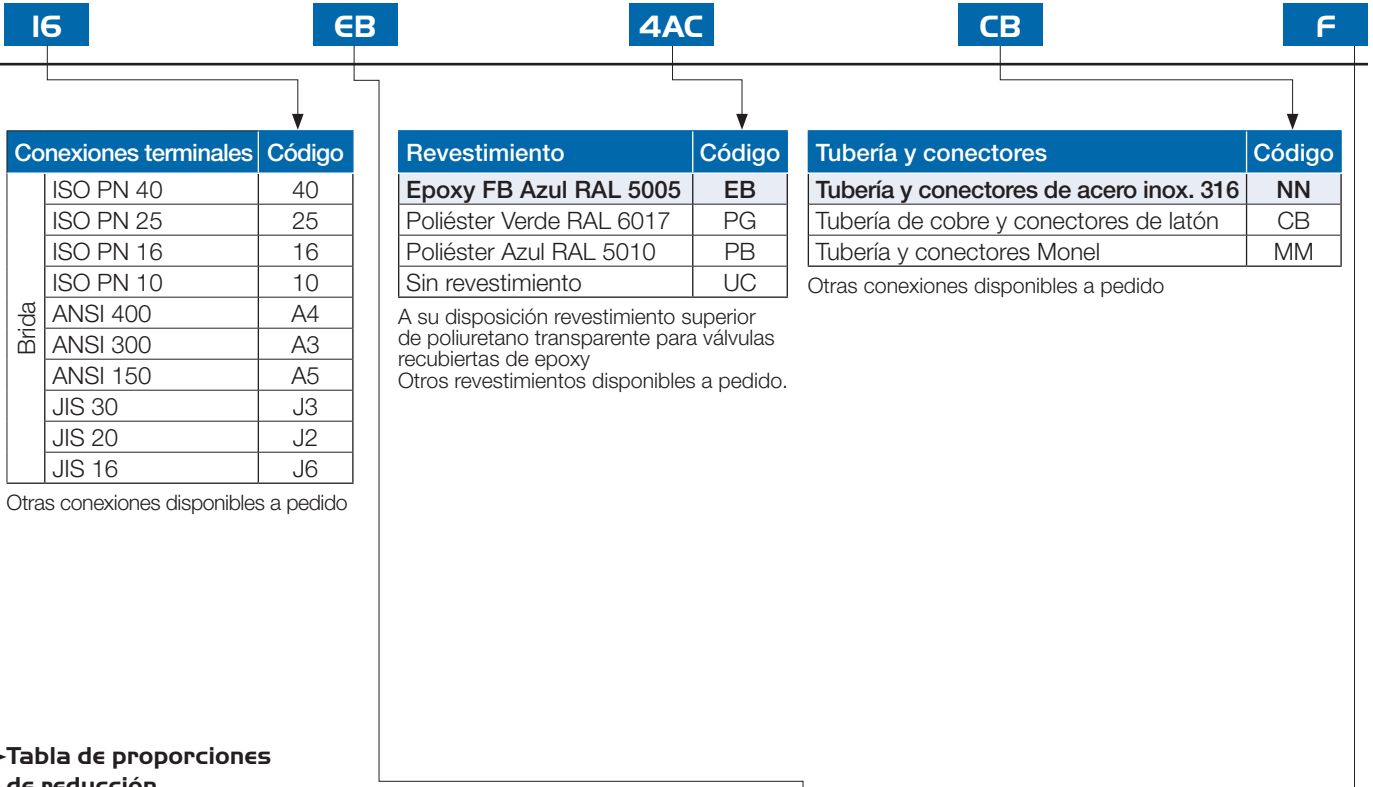 16 EB 4AC CB F
Conexiones terminales Código
Brida
ISO PN 40 40
ISO PN 25 25
ISO PN 16 16
ISO PN 10 10
ANSI 400 A4
ANSI 300 A3
ANSI 150 A5
JIS 30 J3
JIS 20 J2
JIS 16 J6
Otras conexiones disponibles a pedido
Revestimiento Código
Epoxy FB Azul RAL 5005 EB
Poliéster Verde RAL 6017 PG
Poliéster Azul RAL 5010 PB
Sin revestimiento UC
A su disposición revestimiento superior
de poliuretano transparente para válvulas
recubiertas de epoxy
Otros revestimientos disponibles a pedido.
Tubería y conectores Código
Tubería y conectores de acero inox. 316 NN
Tubería de cobre y conectores de latón CB
Tubería y conectores Monel MM
Otras conexiones disponibles a pedido
Tabla de proporciones
de reducción